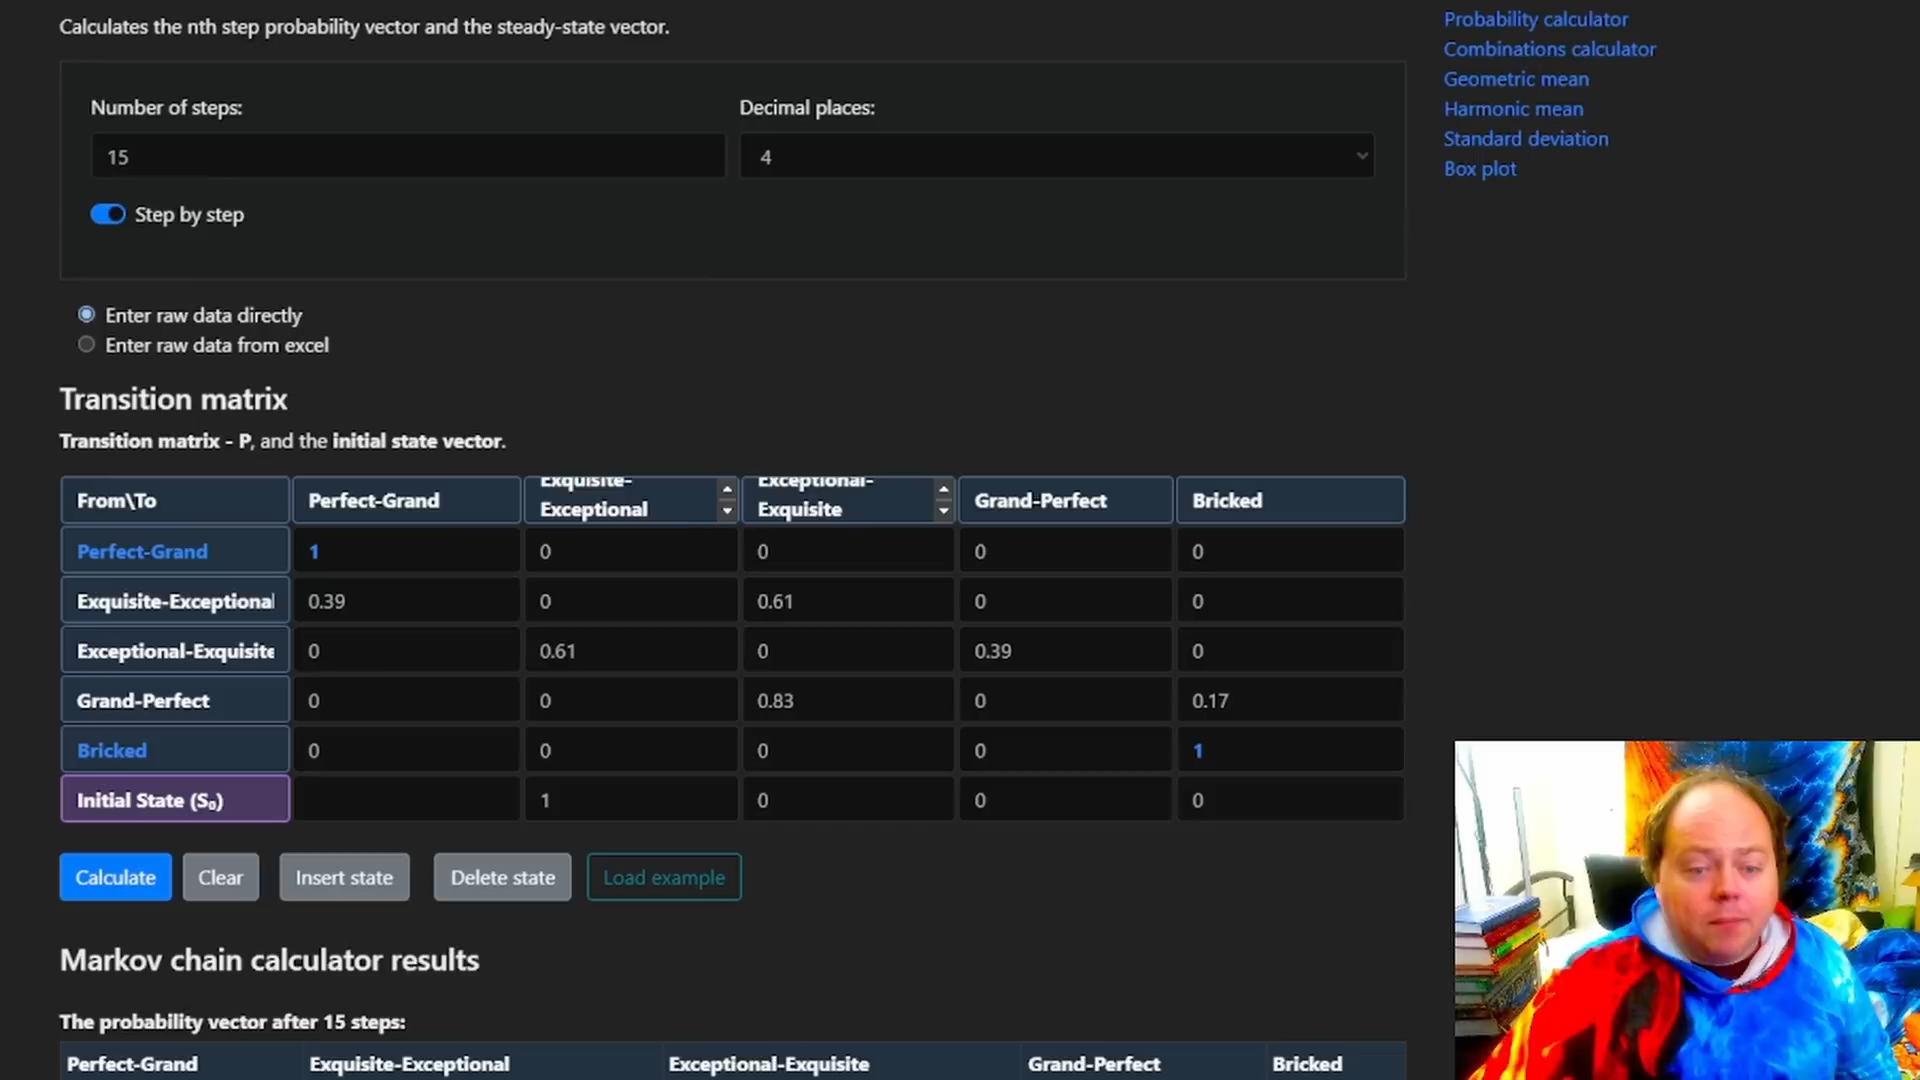 Calculates the nth step probability vector and the steady-state vector.
Probability calculator
Combinations calculator
Geometric mean
Harmonic mean
Standard deviation
Box plot
Number of steps:
Decimal places:
15
4
Step by step
Enter raw data directly
Enter raw data from excel
Transition matrix
Transition matrix - P, and the initial state vector.
From\To Perfect-Grand Exquisite-Exceptional Exceptional-Exquisite Grand-Perfect Bricked
Perfect-Grand 1 0 0 0 0
Exquisite-Exceptional 0.39 0 0.61 0 0
Exceptional-Exquisite 0 0.61 0 0.39 0
Grand-Perfect 0 0 0.83 0 0.17
Bricked 0 0 0 0 1
Initial State (S₀) 1 0 0 0
Calculate Clear Insert state Delete state Load example
Markov chain calculator results
The probability vector after 15 steps:
Perfect-Grand Exquisite-Exceptional Exceptional-Exquisite Grand-Perfect Bricked